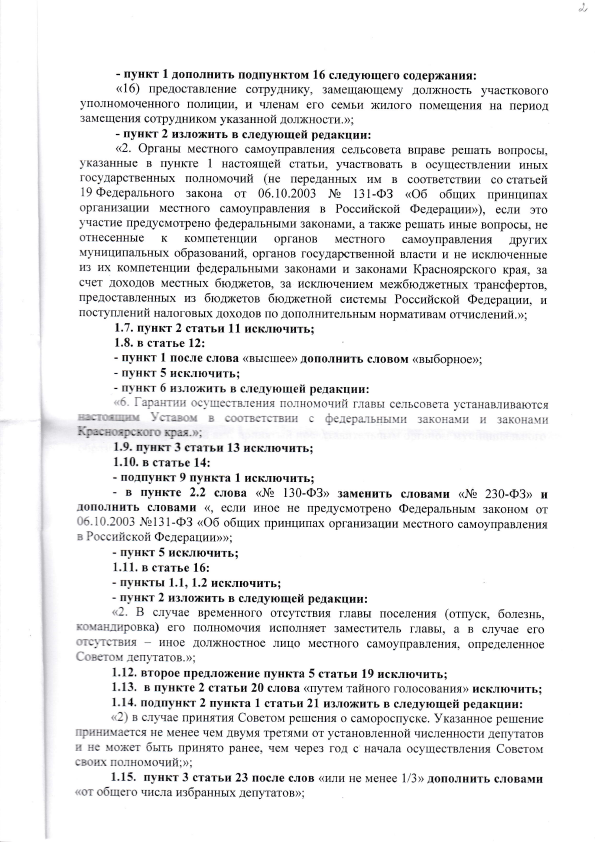 2
- пункт 1 дополнить подпунктом 16 следующего содержания:
«16) предоставление сотруднику, замещающему должность участкового
уполномоченного полиции, и членам его семьи жилого помещения на период
замещения сотрудником указанной должности.»;
- пункт 2 изложить в следующей редакции:
«2. Органы местного самоуправления сельсовета вправе решать вопросы,
указанные в пункте 1 настоящей статьи, участвовать в осуществлении иных
государственных полномочий (не переданных им в соответствии со статьей
19 Федерального закона от 06.10.2003 № 131-ФЗ «Об общих принципах
организации местного самоуправления в Российской Федерации»), если это
участие предусмотрено федеральными законами, а также решать иные вопросы, не
отнесенные к компетенции органов местного самоуправления других
муниципальных образований, органов государственной власти и не исключенные
из их компетенции федеральными законами и законами Красноярского края, за
счет доходов местных бюджетов, за исключением межбюджетных трансфертов,
предоставленных из бюджетов бюджетной системы Российской Федерации, и
поступлений налоговых доходов по дополнительным нормативам отчислений.»;
1.7. пункт 2 статьи 11 исключить;
1.8. в статье 12:
- пункт 1 после слова «высшее» дополнить словом «выборное»;
- пункт 5 исключить;
- пункт 6 изложить в следующей редакции:
«6. Гарантии осуществления полномочий главы сельсовета устанавливаются
настоящим Уставом в соответствии с федеральными законами и законами
Красноярского края.»;
1.9. пункт 3 статьи 13 исключить;
1.10. в статье 14:
- подпункт 9 пункта 1 исключить;
- в пункте 2.2 слова «№ 130-ФЗ» заменить словами «№ 230-ФЗ» и
дополнить словами «, если иное не предусмотрено Федеральным законом от
06.10.2003 №131-ФЗ «Об общих принципах организации местного самоуправления
в Российской Федерации»»;
- пункт 5 исключить;
1.11. в статье 16:
- пункты 1.1, 1.2 исключить;
- пункт 2 изложить в следующей редакции:
«2. В случае временного отсутствия главы поселения (отпуск, болезнь,
командировка) его полномочия исполняет заместитель главы, а в случае его
отсутствия – иное должностное лицо местного самоуправления, определенное
Советом депутатов.»;
1.12. второе предложение пункта 5 статьи 19 исключить;
1.13. в пункте 2 статьи 20 слова «путем тайного голосования» исключить;
1.14. подпункт 2 пункта 1 статьи 21 изложить в следующей редакции:
«2) в случае принятия Советом решения о самороспуске. Указанное решение
принимается не менее чем двумя третями от установленной численности депутатов
и не может быть принято ранее, чем через год с начала осуществления Советом
своих полномочий;»;
1.15. пункт 3 статьи 23 после слов «или не менее 1/3» дополнить словами
«от общего числа избранных депутатов»;